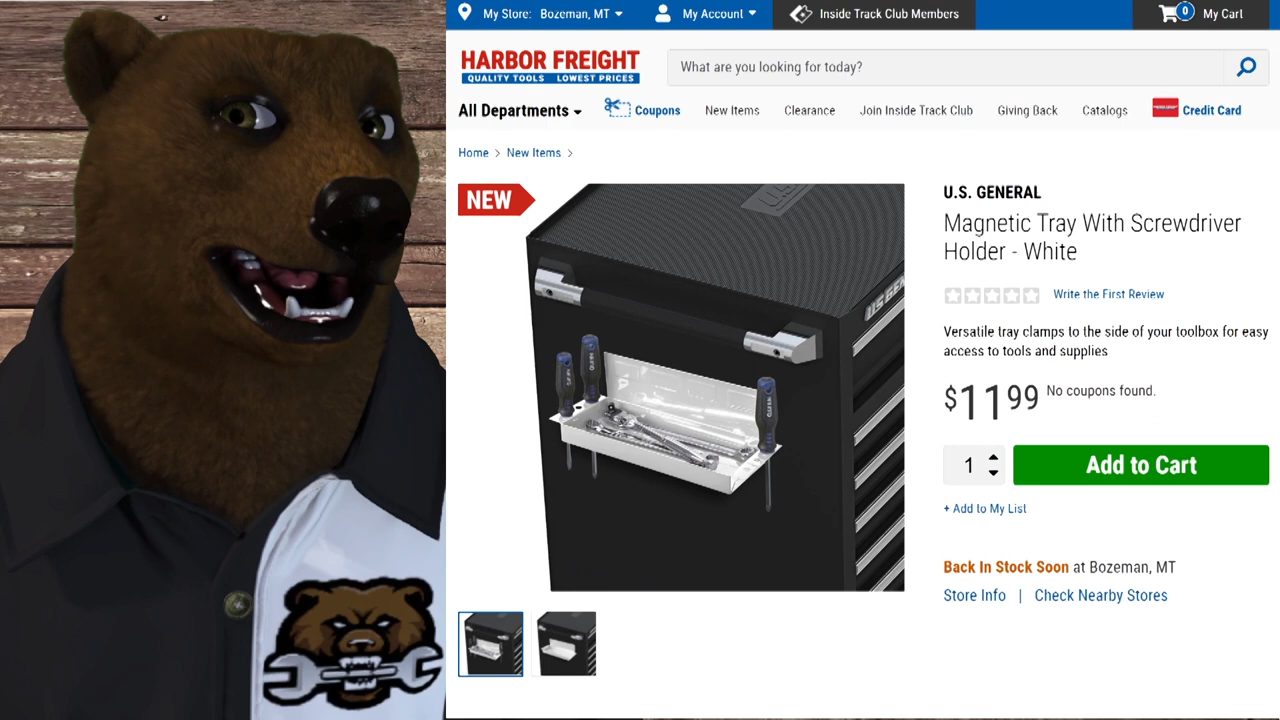 My Store: Bozeman, MT
My Account
Inside Track Club Members
0
My Cart
HARBOR FREIGHT
QUALITY TOOLS LOWEST PRICES
What are you looking for today?
All Departments
Coupons
New Items
Clearance
Join Inside Track Club
Giving Back
Catalogs
Credit Card
Home > New Items >
NEW
U.S. GENERAL
Magnetic Tray With Screwdriver
Holder - White
Write the First Review
Versatile tray clamps to the side of your toolbox for easy
access to tools and supplies
$1199
No coupons found.
1
Add to Cart
+ Add to My List
Back In Stock Soon at Bozeman, MT
Store Info | Check Nearby Stores